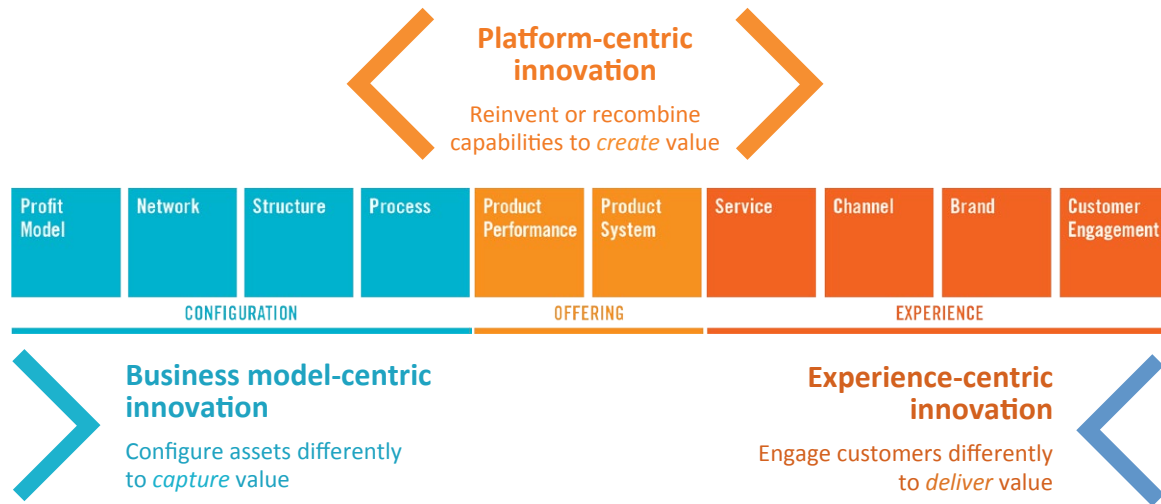 Platform-centric
innovation
Reinvent or recombine
capabilities to create value
Profit
Model
Network
Structure
Process
Product
Performance
Product
System
Service
Channel
Brand
Customer
Engagement
CONFIGURATION
OFFERING
EXPERIENCE
Business model-centric
innovation
Configure assets differently
to capture value
Experience-centric
innovation
Engage customers differently
to deliver value